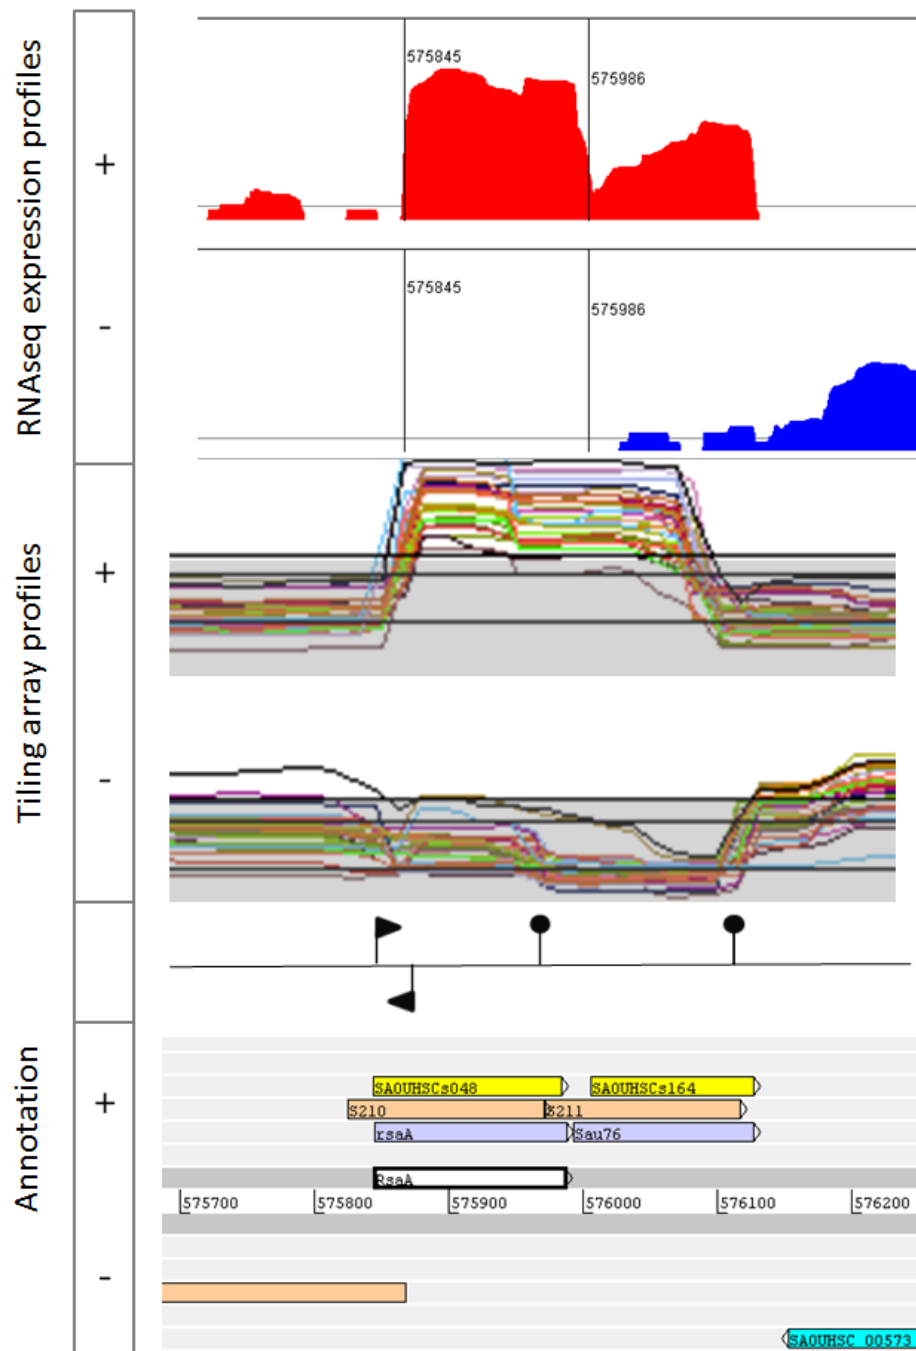 RNAseq expression profiles
+
575845
575986
-
575845
575986
Tiling array profiles
+
-
Annotation
+
SAOUHSCs048
SAOUHSCs164
S210
S211
rsaA
Sau76
RsaA
575700
575800
575900
576000
576100
576200
-
SAOUHSC_00573